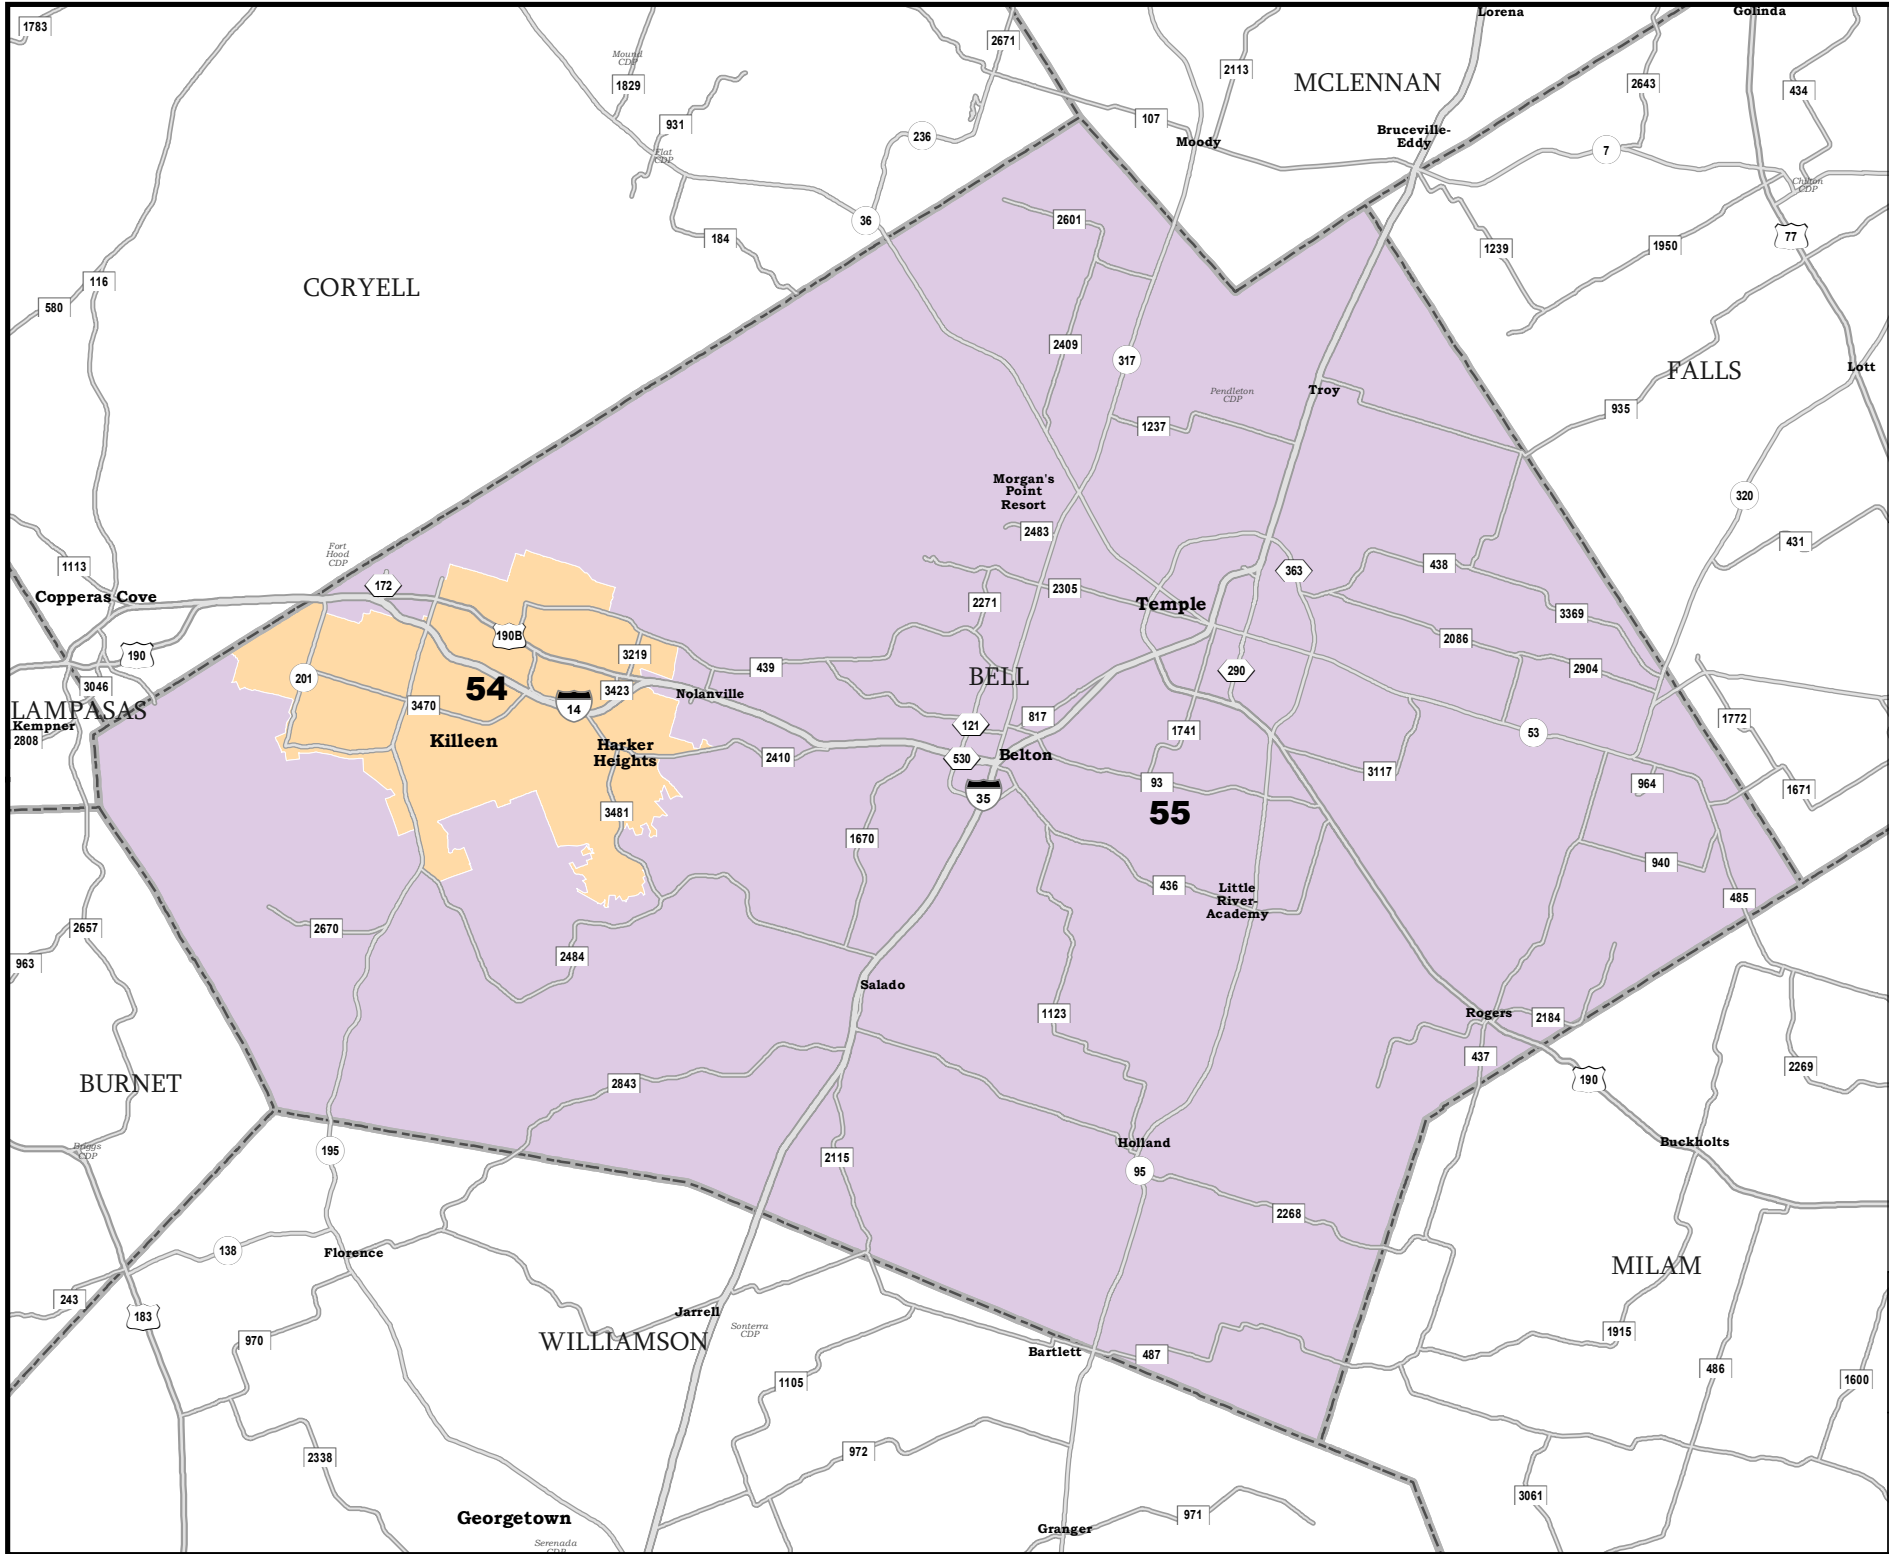 Lorena
Golinda
1783
2671
Mound
CDP
1829
2113
MCLENNAN
2643
434
931
107
236
Bruceville-
Eddy
Moody
7
Flat
CDP
Chilton
CDP
36
2601
184
77
1239
1950
CORYELL
116
580
2409
317
FALLS
Lott
Pendleton
CDP
Troy
935
1237
Morgan's
Point
Resort
320
2483
431
Fort
Hood
CDP
1113
438
363
172
2305
Copperas Cove
2271
Temple
3369
190B
2086
190
3219
439
290
2904
BELL
201
54
3423
Nolanville
3046
14
3470
LAMPASAS
Kempner
2808
121
817
1772
1741
53
Killeen
Harker
Heights
2410
530
Belton
3117
93
964
1671
35
55
3481
1670
940
436
Little
River-
Academy
485
2670
2657
963
2484
Salado
1123
Rogers
2184
437
2269
190
BURNET
2843
Holland
Buckholts
Boggs
CDP
195
2115
95
2268
138
Florence
MILAM
243
183
Jarrell
Sonterra
CDP
1915
970
WILLIAMSON
Bartlett
487
486
1105
1600
972
2338
3061
Georgetown
971
Granger
Serenada
CDP